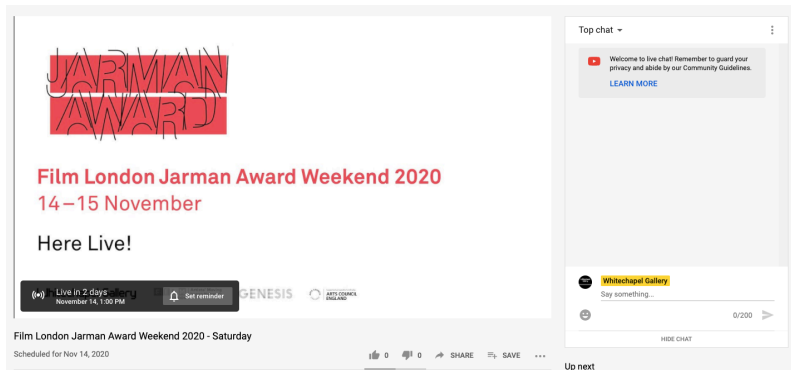 JARMAN
AWARD
Film London Jarman Award Weekend 2020
14–15 November
Here Live!
Live in 2 days
November 14, 1:00 PM
Set reminder
GENESIS
ARTS COUNCIL
ENGLAND
Film London Jarman Award Weekend 2020 - Saturday
Scheduled for Nov 14, 2020
0
0
SHARE
SAVE
Top chat
Welcome to live chat! Remember to guard your
privacy and abide by our Community Guidelines.
LEARN MORE
Whitechapel Gallery
Say something...
0/200
HIDE CHAT
Up next